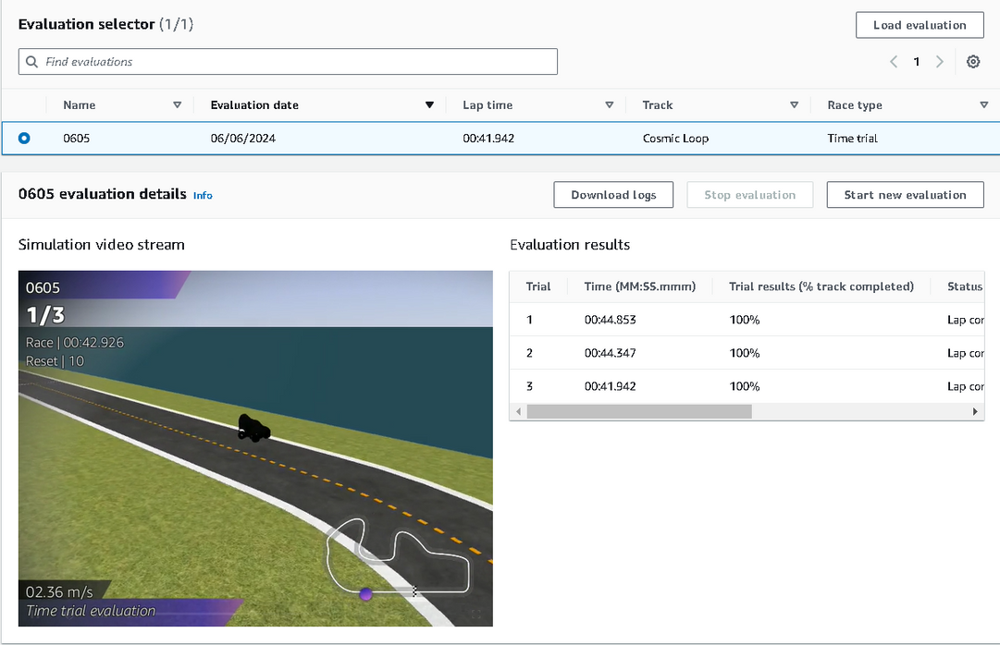 Evaluation selector (1/1)
Load evaluation
Find evaluations
1
Name Evaluation date Lap time Track Race type
0605 06/06/2024 00:41.942 Cosmic Loop Time trial
0605 evaluation details Info
Download logs Stop evaluation Start new evaluation
Simulation video stream
0605
1/3
Race | 00:42.926
Reset | 10
02.36 m/s
Time trial evaluation
Evaluation results
Trial Time (MM:SS.mmm) Trial results (% track completed) Status
1 00:44.853 100% Lap cor
2 00:44.347 100% Lap cor
3 00:41.942 100% Lap cor